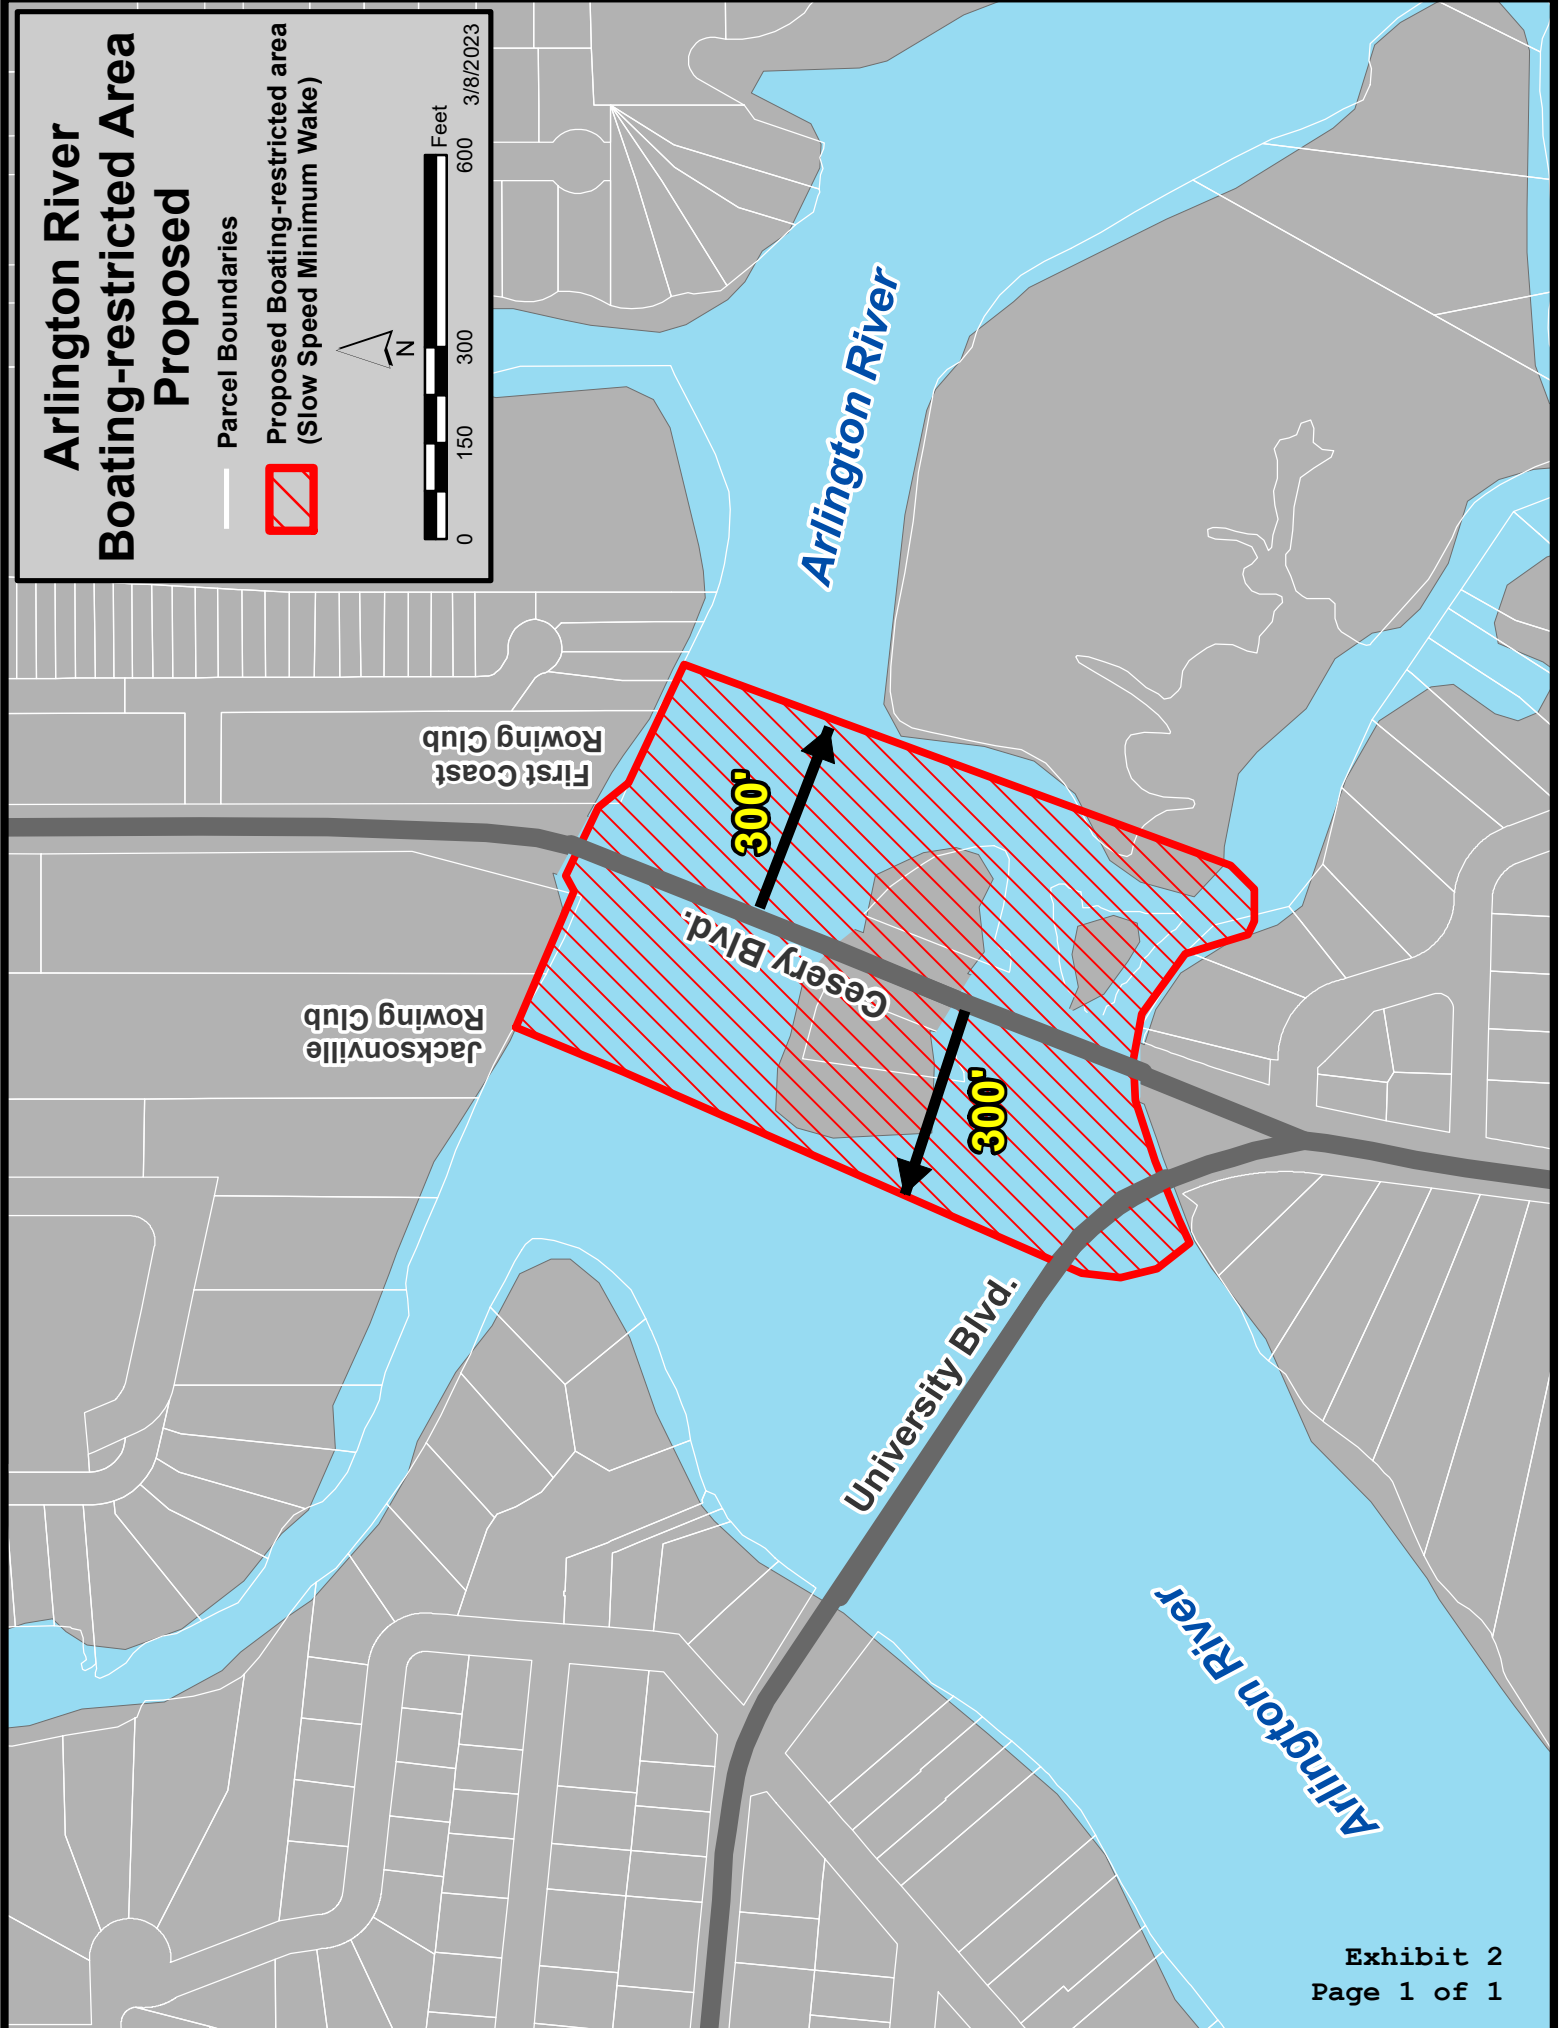 Arlington River
Boating-restricted Area
Proposed
Parcel Boundaries
Proposed Boating-restricted area
(Slow Speed Minimum Wake)
N
0 150 300 600
Feet
3/8/2023
First Coast
Rowing Club
Jacksonville
Rowing Club
Arlington River
300'
Cesery Blvd.
300'
University Blvd.
Arlington River
Exhibit 2
Page 1 of 1